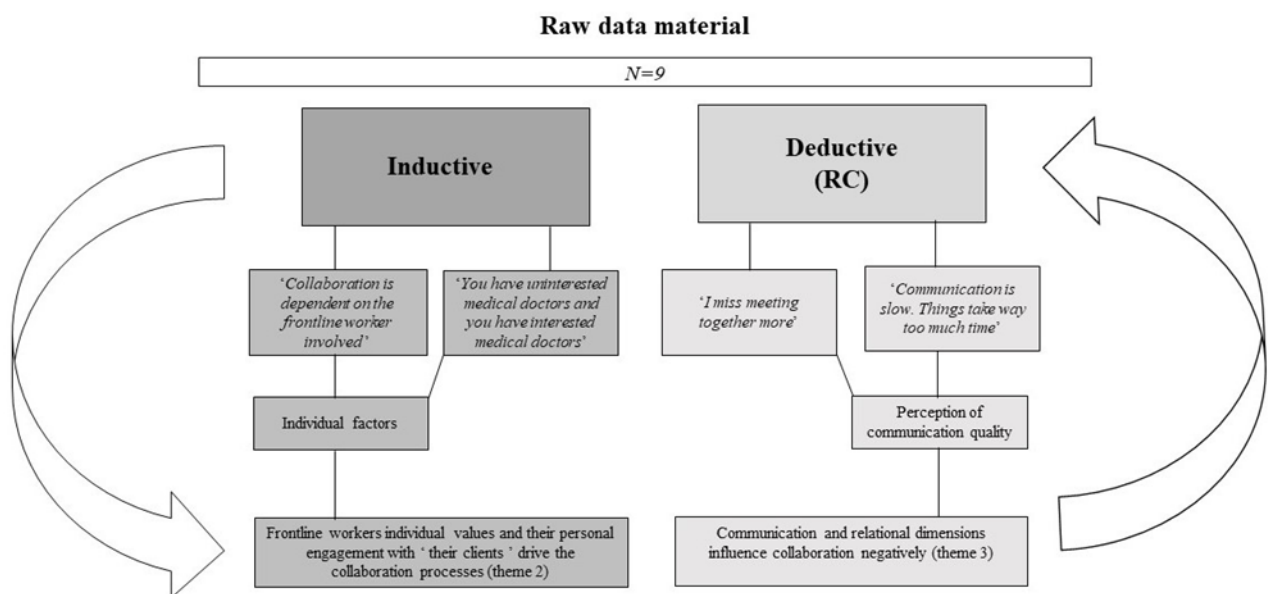 Raw data material
N=9
Inductive
Deductive
(RC)
‘Collaboration is
dependent on the
frontline worker
involved’
‘You have uninterested
medical doctors and
you have interested
medical doctors’
‘I miss meeting
together more’
‘Communication is
slow. Things take way
too much time’
Individual factors
Perception of
communication quality
Frontline workers individual values and their personal
engagement with ‘ their clients ’ drive the
collaboration processes (theme 2)
Communication and relational dimensions
influence collaboration negatively (theme 3)